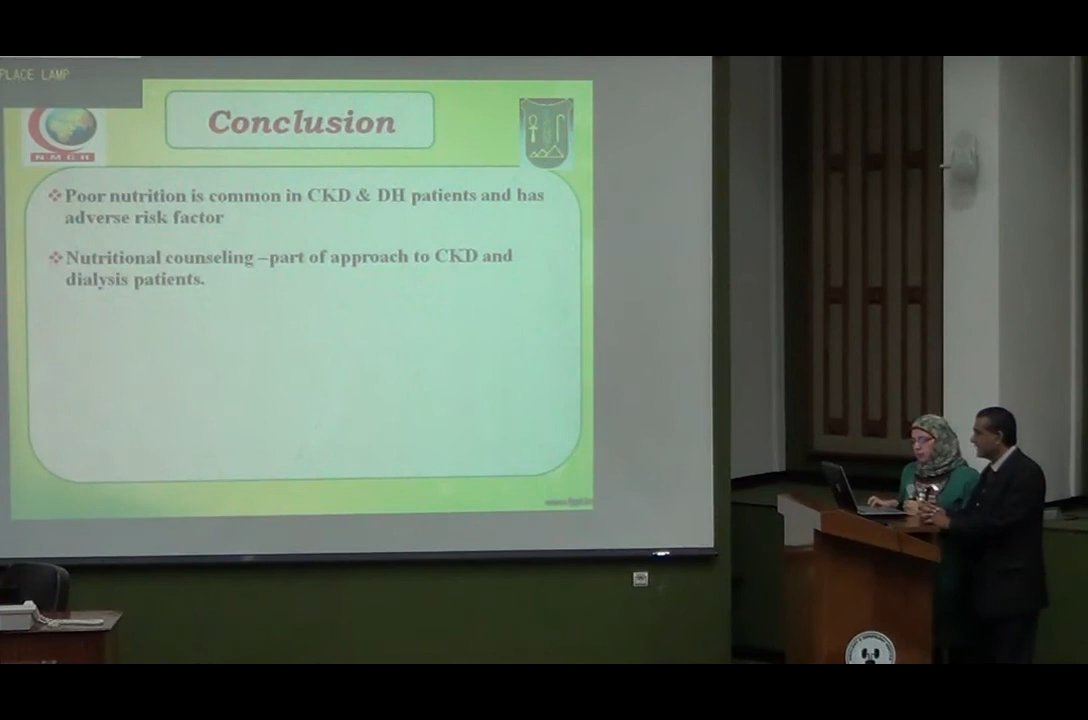 PLACE LAMP
Conclusion
N M G H
❖Poor nutrition is common in CKD & DH patients and has
adverse risk factor
❖Nutritional counseling –part of approach to CKD and
dialysis patients.